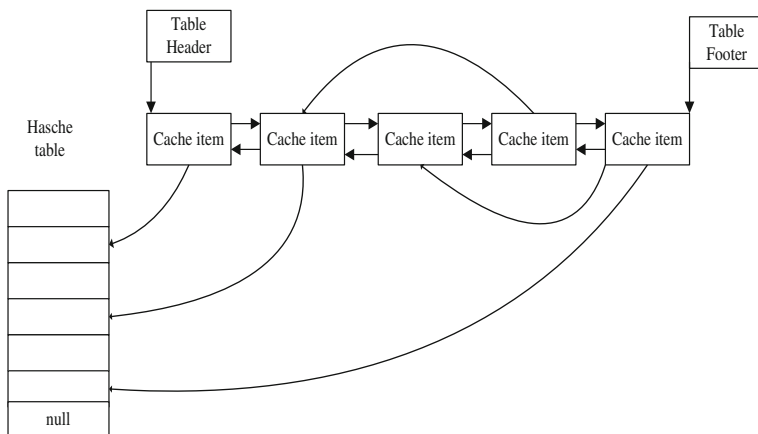 Table
Header
Table
Footer
Hasche
table
Cache item
Cache item
Cache item
Cache item
Cache item
null